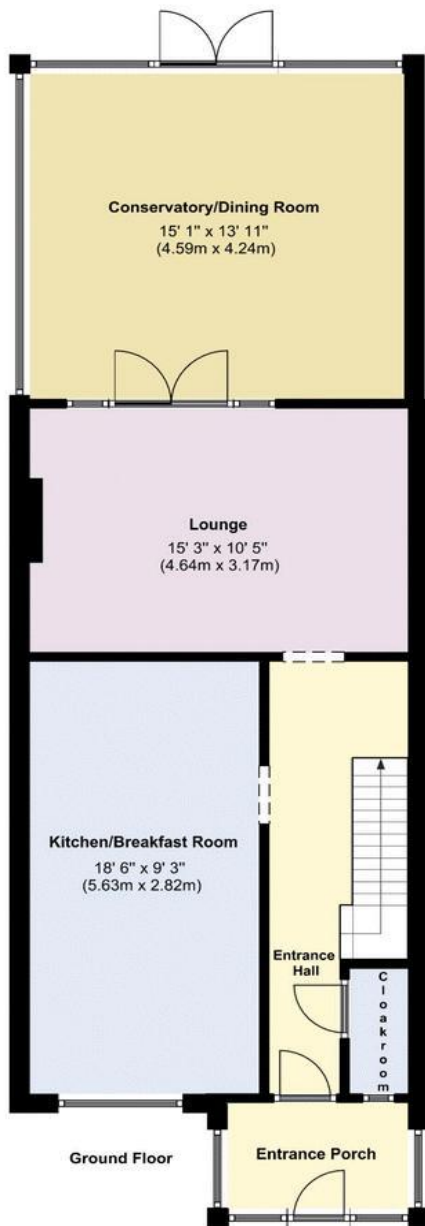 Conservatory/Dining Room
15' 1" x 13' 11"
(4.59m x 4.24m)
Lounge
15' 3" x 10' 5"
(4.64m x 3.17m)
Kitchen/Breakfast Room
18' 6" x 9' 3"
(5.63m x 2.82m)
Entrance
Hall
Cloakroom
Ground Floor
Entrance Porch